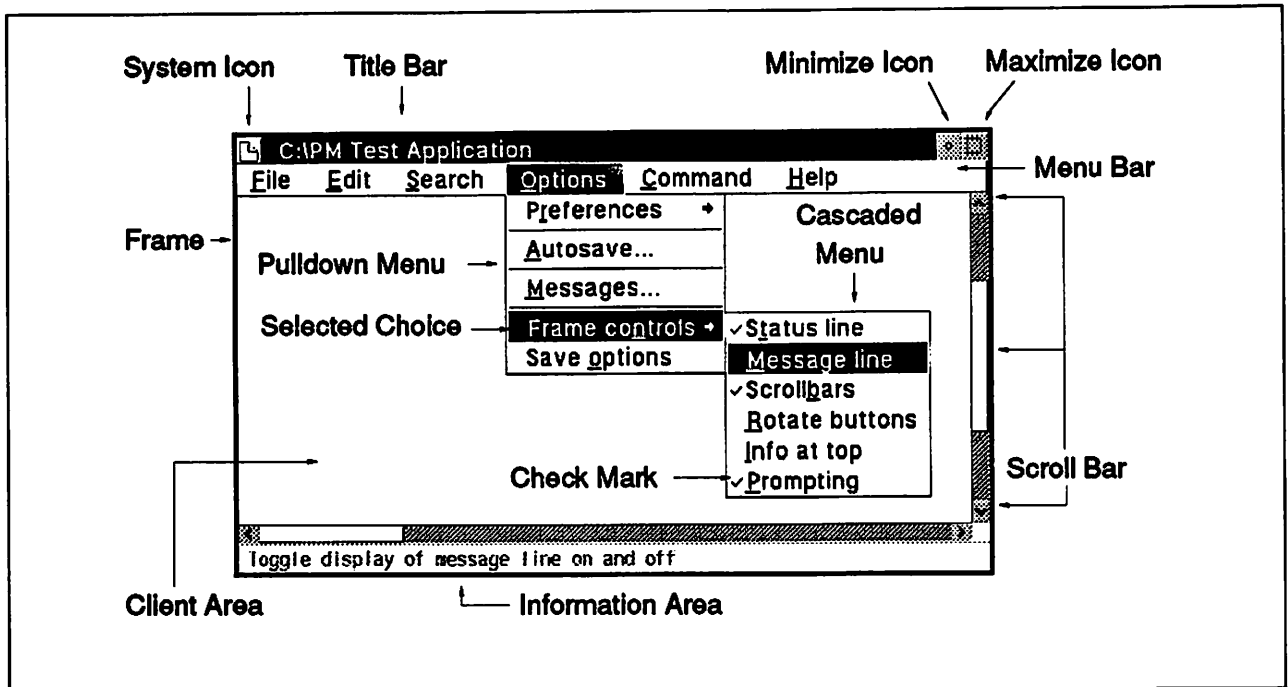 System Icon
Title Bar
Minimize Icon
Maximize Icon
C:\PM Test Application
File Edit Search Options Command Help
Menu Bar
Preferences
Cascaded
Menu
Frame
Autosave...
Pulldown Menu
Messages...
Selected Choice
Frame controls
✓Status line
Save options
Message line
✓Scrollbars
Rotate buttons
Info at top
Check Mark
✓Prompting
Scroll Bar
Toggle display of message line on and off
Client Area
Information Area